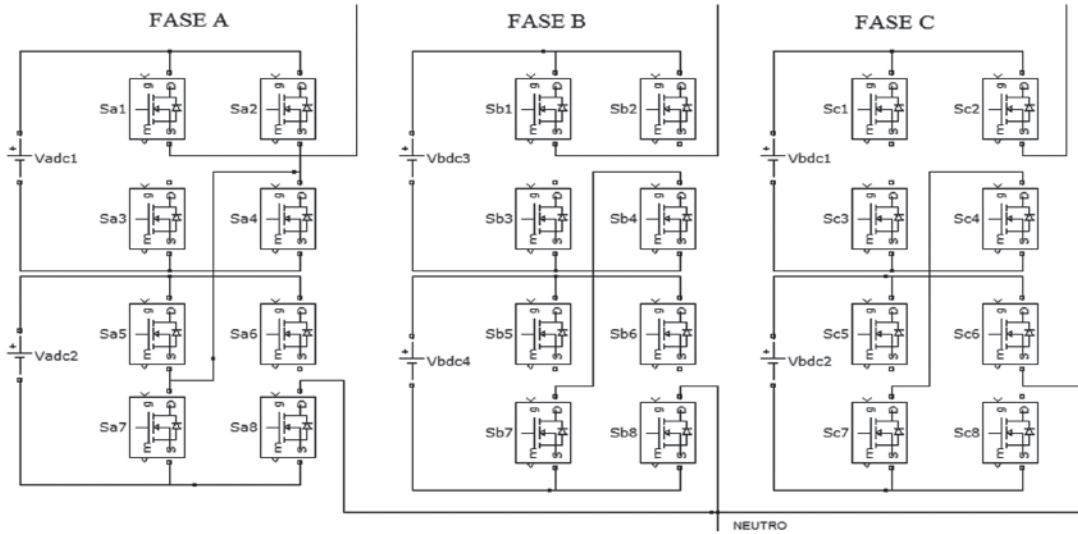 FASE A
FASE B
FASE C
g D m S
Sa1
Sa2
Sb1
Sb2
Sc1
Sc2
+ Vadc1
+ Vbdc3
+ Vbdc1
Sa3
Sa4
Sb3
Sb4
Sc3
Sc4
Sa5
Sa6
Sb5
Sb6
Sc5
Sc6
+ Vadc2
+ Vbdc4
+ Vbdc2
Sa7
Sa8
Sb7
Sb8
Sc7
Sc8
NEUTRO